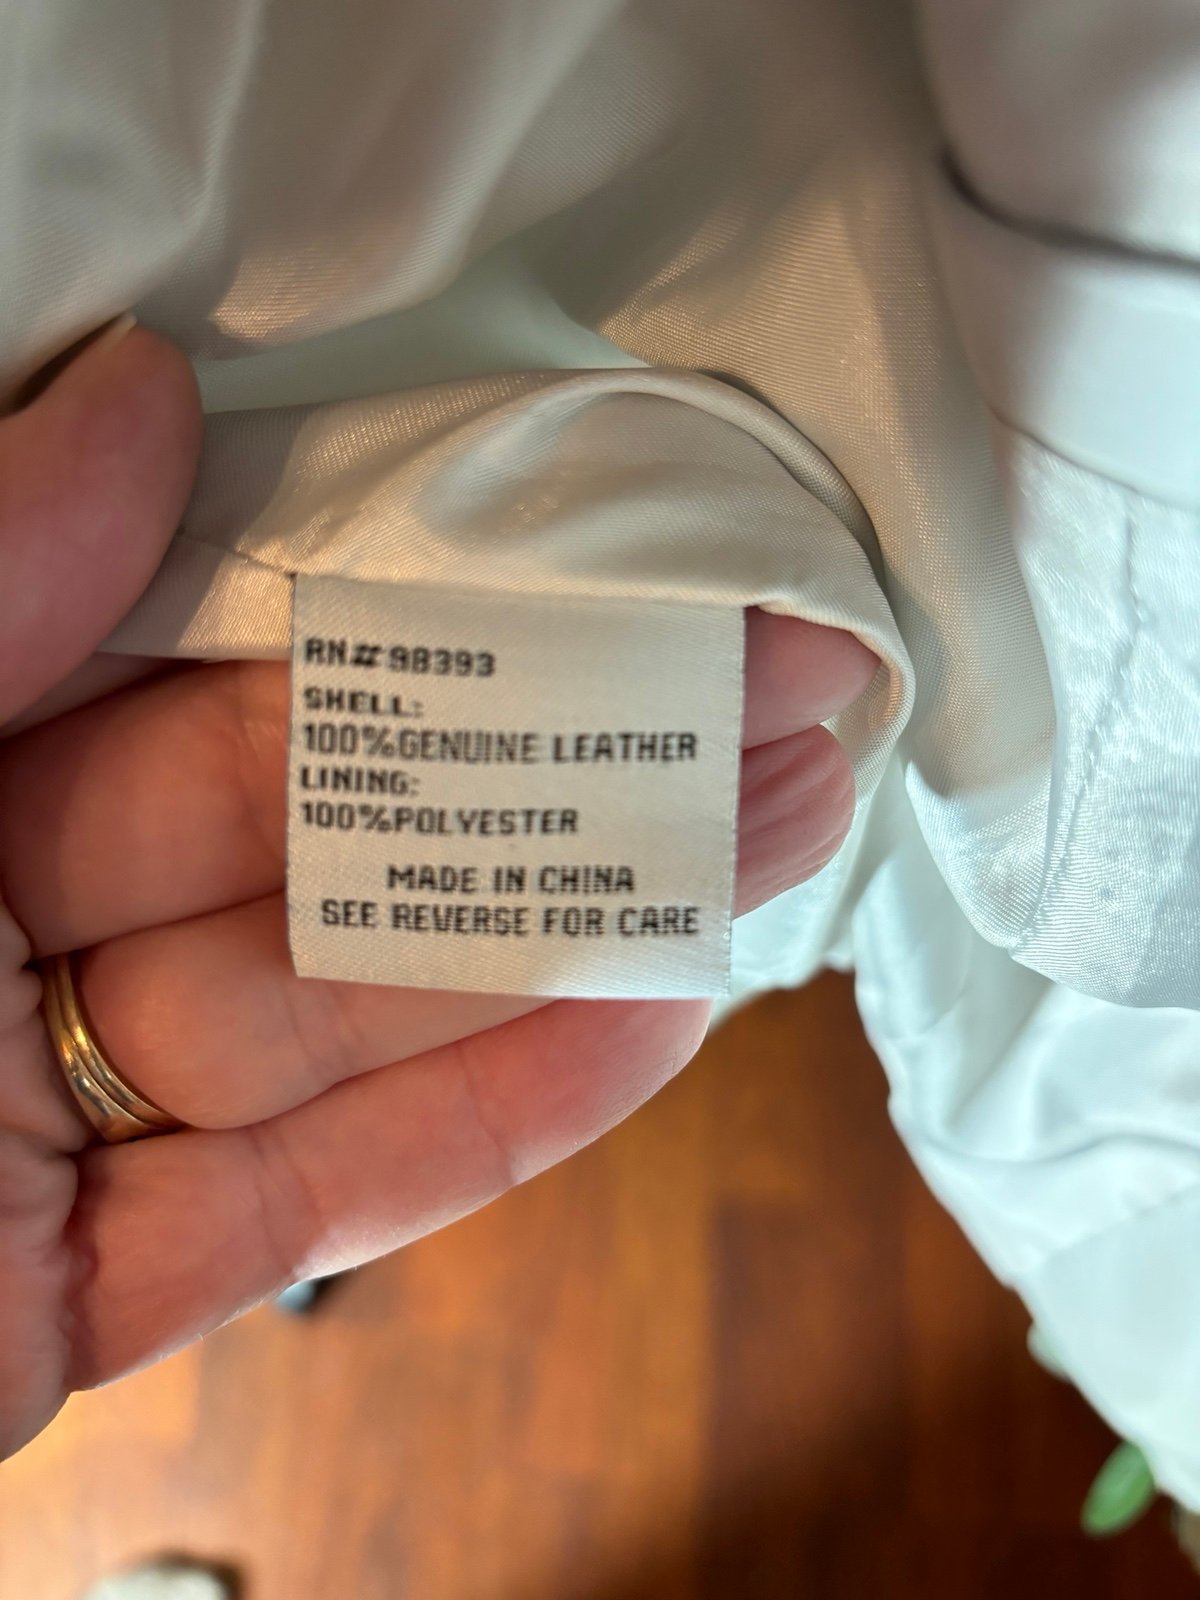 RN#98393
SHELL:
100%GENUINE LEATHER
LINING:
100%POLYESTER
MADE IN CHINA
SEE REVERSE FOR CARE